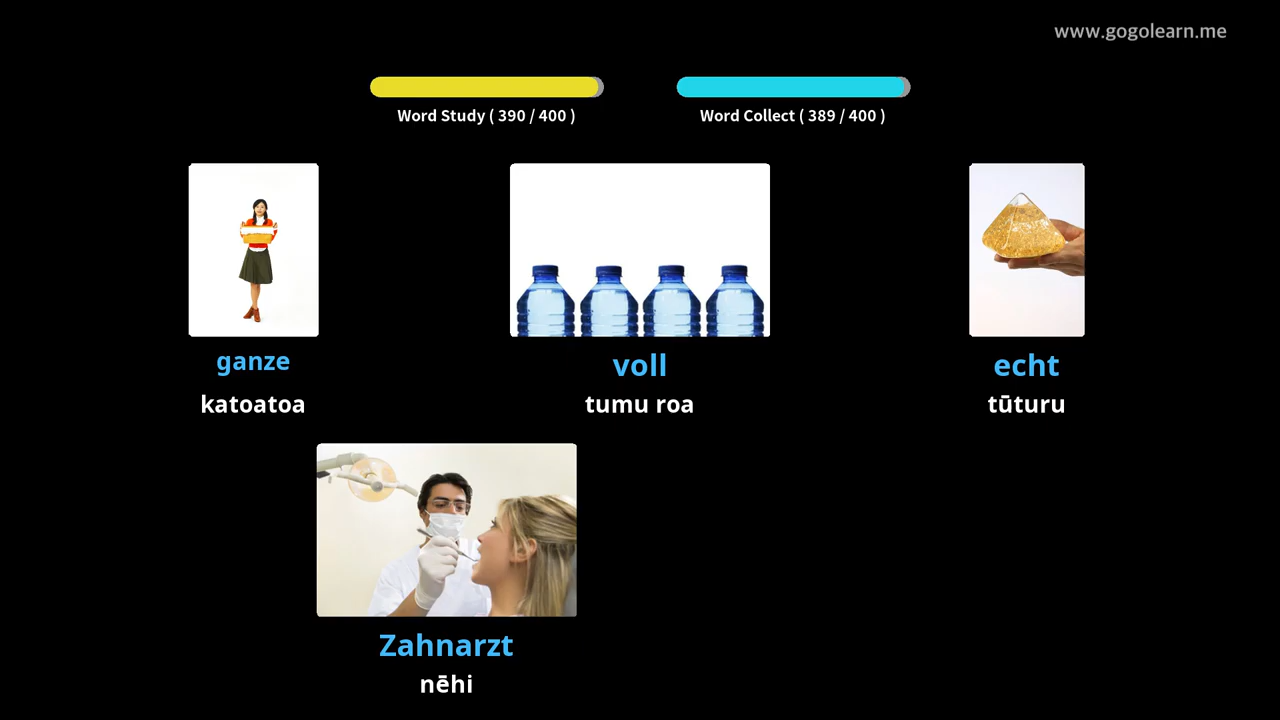 www.gogolearn.me
Word Study ( 390 / 400 )
Word Collect ( 389 / 400 )
ganze
voll
echt
katoatoa
tumu roa
tūturu
Zahnarzt
nēhi